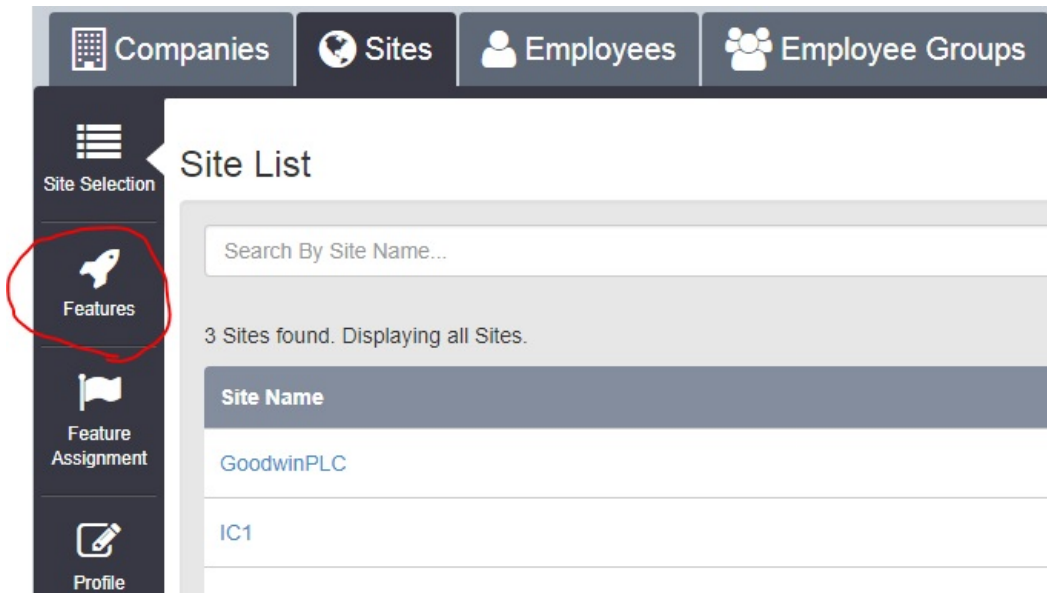 Companies
Sites
Employees
Employee Groups
Site Selection
Features
Feature
Assignment
Profile
Site List
Search By Site Name...
3 Sites found. Displaying all Sites.
Site Name
GoodwinPLC
IC1